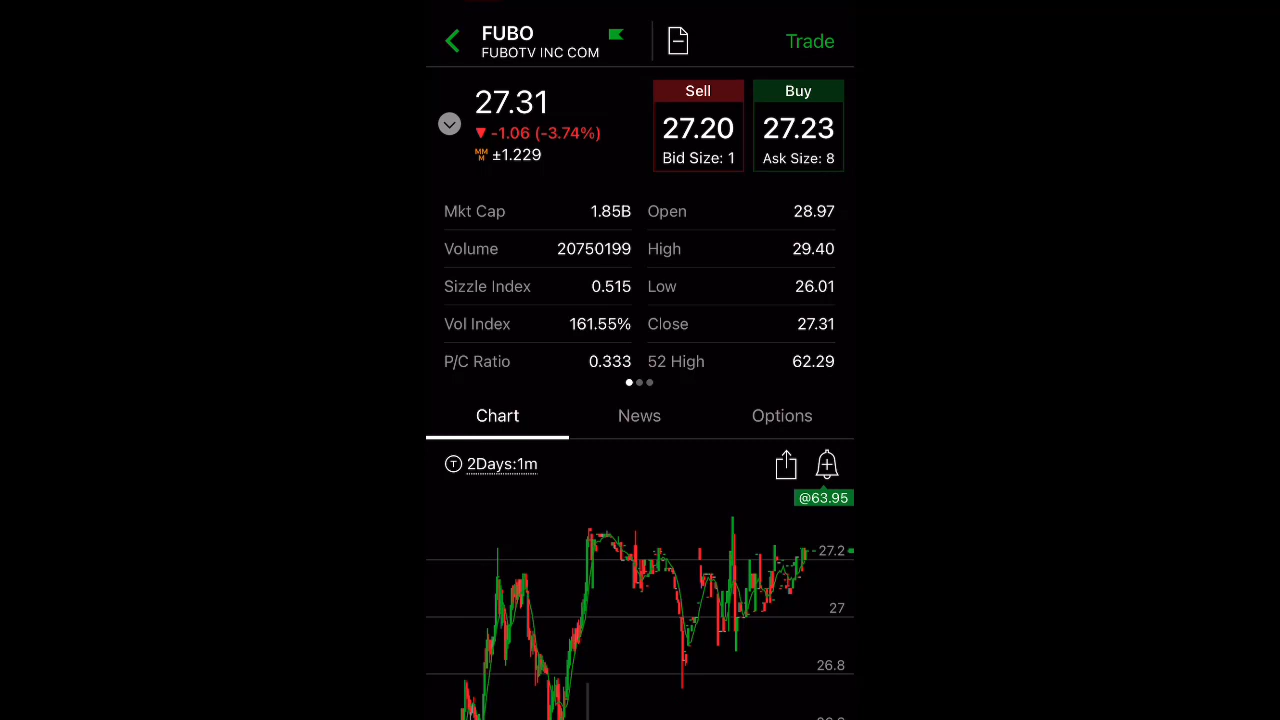 FUBO
FUBOTV INC COM
Trade
27.31
-1.06 (-3.74%)
MM
M
±1.229
Sell
27.20
Bid Size: 1
Buy
27.23
Ask Size: 8
Mkt Cap 1.85B Open 28.97
Volume 20750199 High 29.40
Sizzle Index 0.515 Low 26.01
Vol Index 161.55% Close 27.31
P/C Ratio 0.333 52 High 62.29
Chart News Options
T 2Days:1m
@63.95
27.2
27
26.8